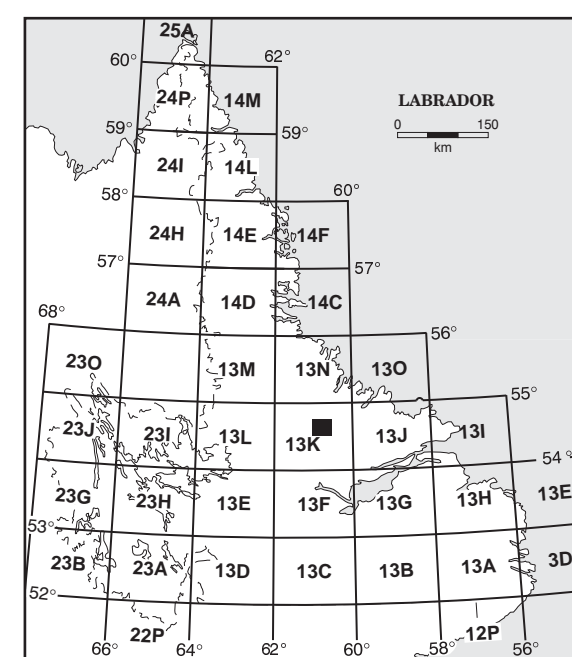 25A
60°
62°
24P
14M
LABRADOR
0
150
km
59°
59°
24I
14L
58°
60°
24H
14E
14F
57°
57°
24A
14D
14C
68°
56°
23O
13M
13N
13O
55°
23J
23I
13L
13K
13J
13I
54°
23G
23H
13E
13F
13G
13H
13E
53°
23B
23A
13D
13C
13B
13A
3D
52°
22P
12P
66°
64°
62°
60°
58°
56°